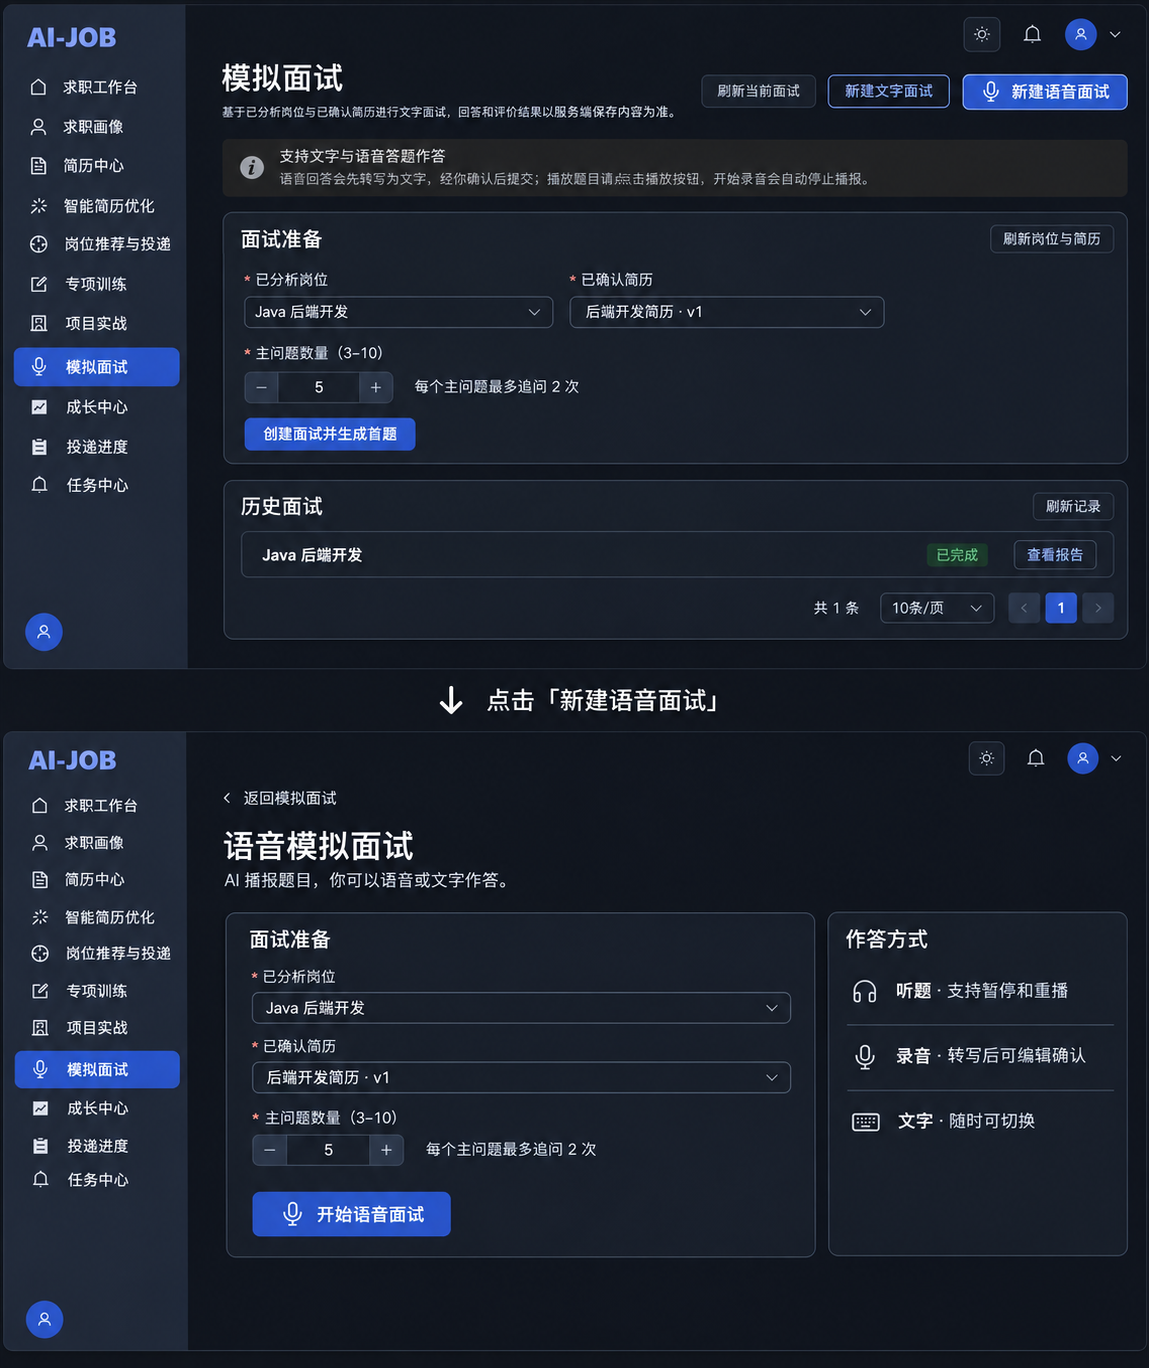 AI-JOB
求职工作台
求职画像
简历中心
智能简历优化
岗位推荐与投递
专项训练
项目实战
模拟面试
成长中心
投递进度
任务中心
模拟面试
基于已分析岗位与已确认简历进行文字面试，回答和评价结果以服务端保存内容为准。
刷新当前面试
新建文字面试
新建语音面试
支持文字与语音答题作答
语音回答会先转写为文字，经你确认后提交；播放题目请点击播放按钮，开始录音会自动停止播报。
面试准备
刷新岗位与简历
* 已分析岗位
* 已确认简历
Java 后端开发
后端开发简历 · v1
* 主问题数量（3–10）
− 5 +
每个主问题最多追问 2 次
创建面试并生成首题
历史面试
刷新记录
Java 后端开发
已完成
查看报告
共 1 条
10条/页
< 1 >
↓ 点击「新建语音面试」
AI-JOB
求职工作台
求职画像
简历中心
智能简历优化
岗位推荐与投递
专项训练
项目实战
模拟面试
成长中心
投递进度
任务中心
< 返回模拟面试
语音模拟面试
AI 播报题目，你可以语音或文字作答。
面试准备
* 已分析岗位
Java 后端开发
* 已确认简历
后端开发简历 · v1
* 主问题数量（3–10）
− 5 +
每个主问题最多追问 2 次
开始语音面试
作答方式
听题 · 支持暂停和重播
录音 · 转写后可编辑确认
文字 · 随时可切换